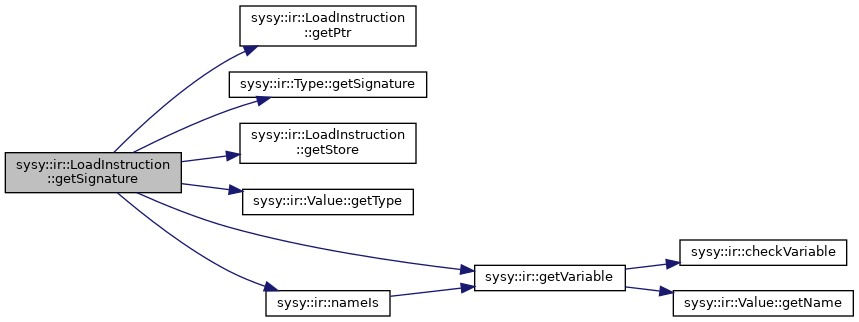 sysy::ir::LoadInstruction
::getSignature
sysy::ir::LoadInstruction
::getPtr
sysy::ir::Type::getSignature
sysy::ir::LoadInstruction
::getStore
sysy::ir::Value::getType
sysy::ir::getVariable
sysy::ir::nameIs
sysy::ir::checkVariable
sysy::ir::Value::getName